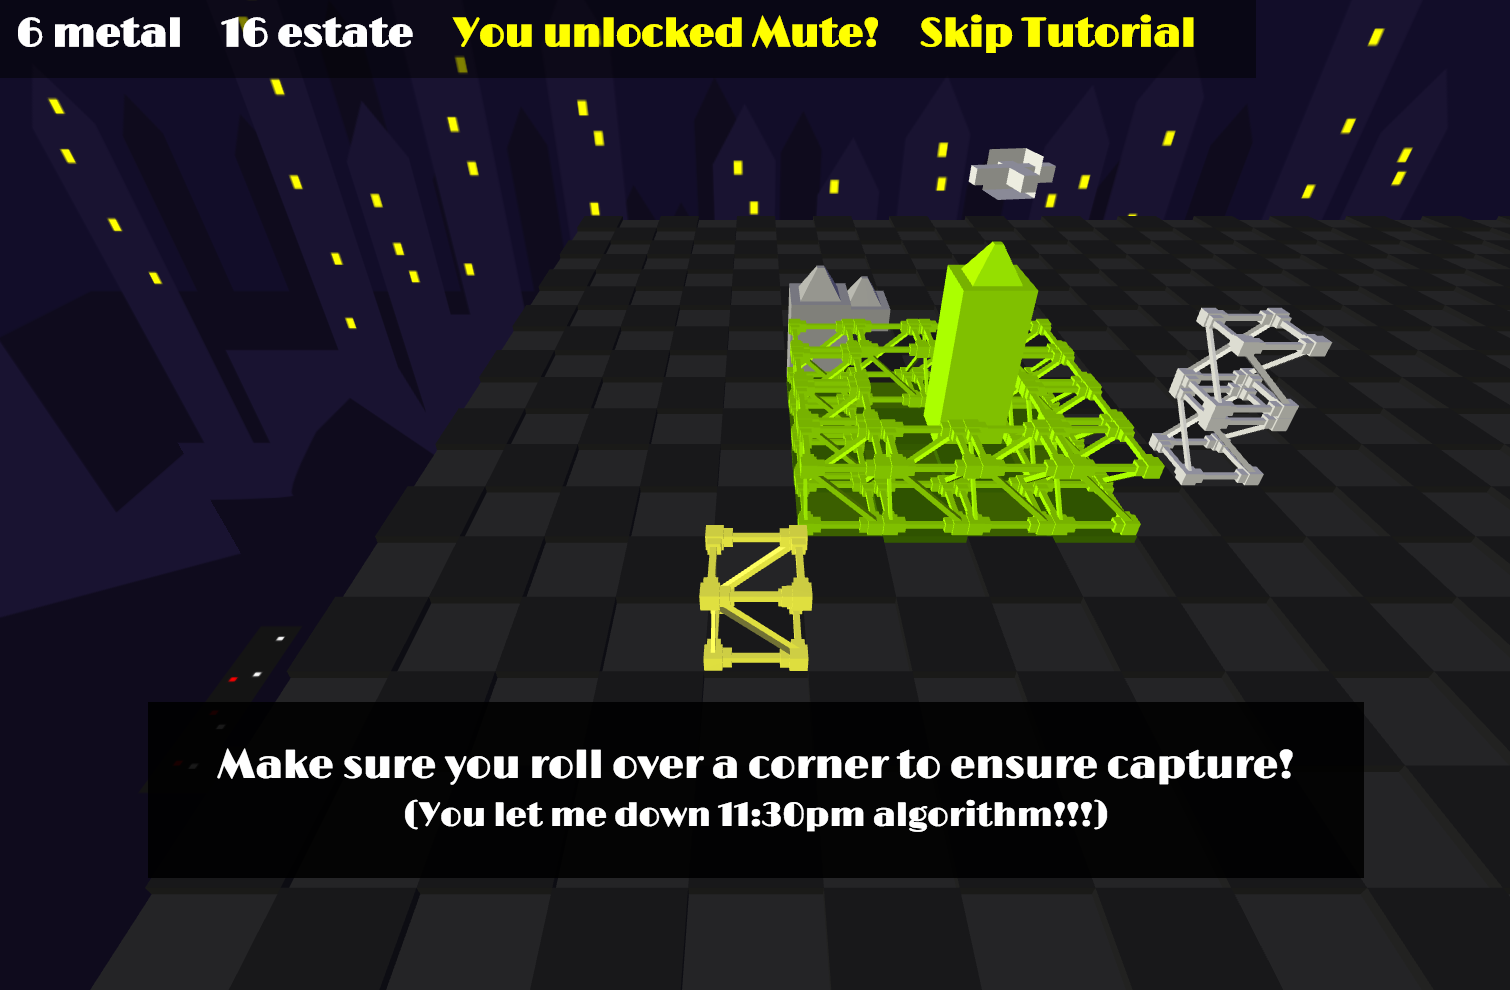 6 metal 16 estate You unlocked Mute! Skip Tutorial
Make sure you roll over a corner to ensure capture!
(You let me down 11:30pm algorithm!!!)